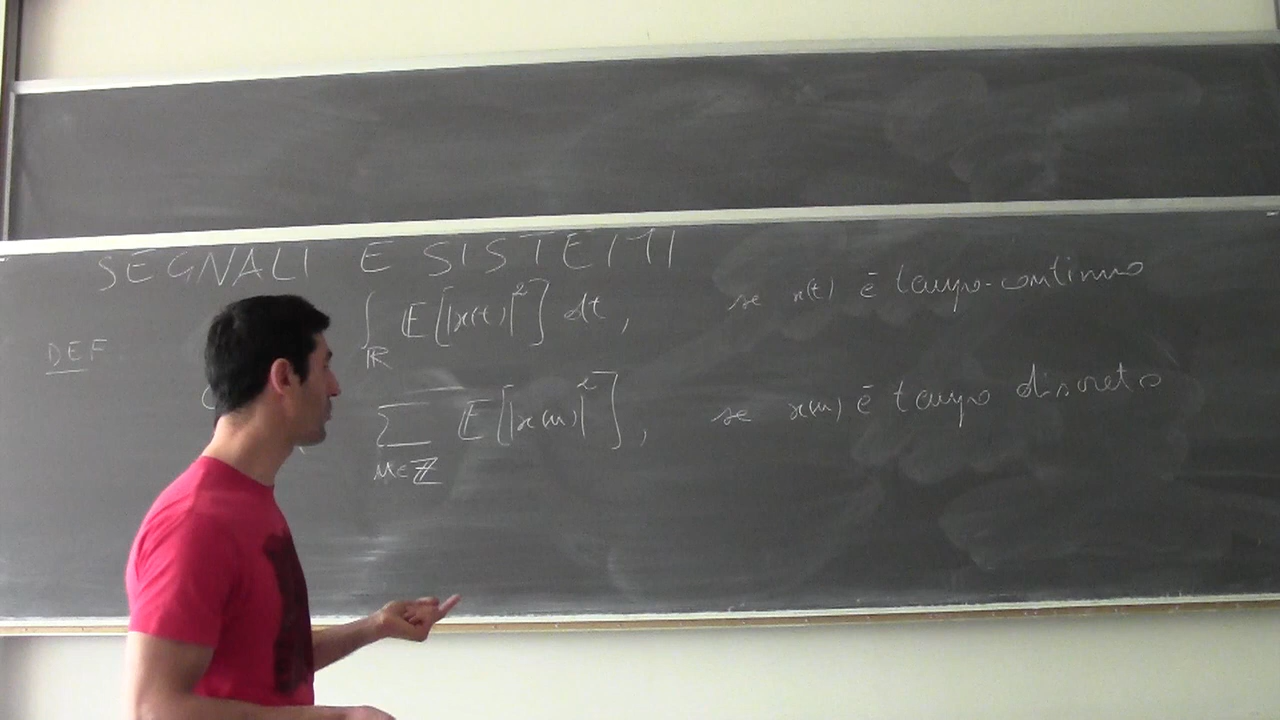 SEGNALI E SISTEMI
DEF
∫_ℝ 𝔼[|x(t)|²] dt, se x(t) è tempo-continuo
∑_{n∈ℤ} 𝔼[|x(n)|²], se x(n) è tempo discreto